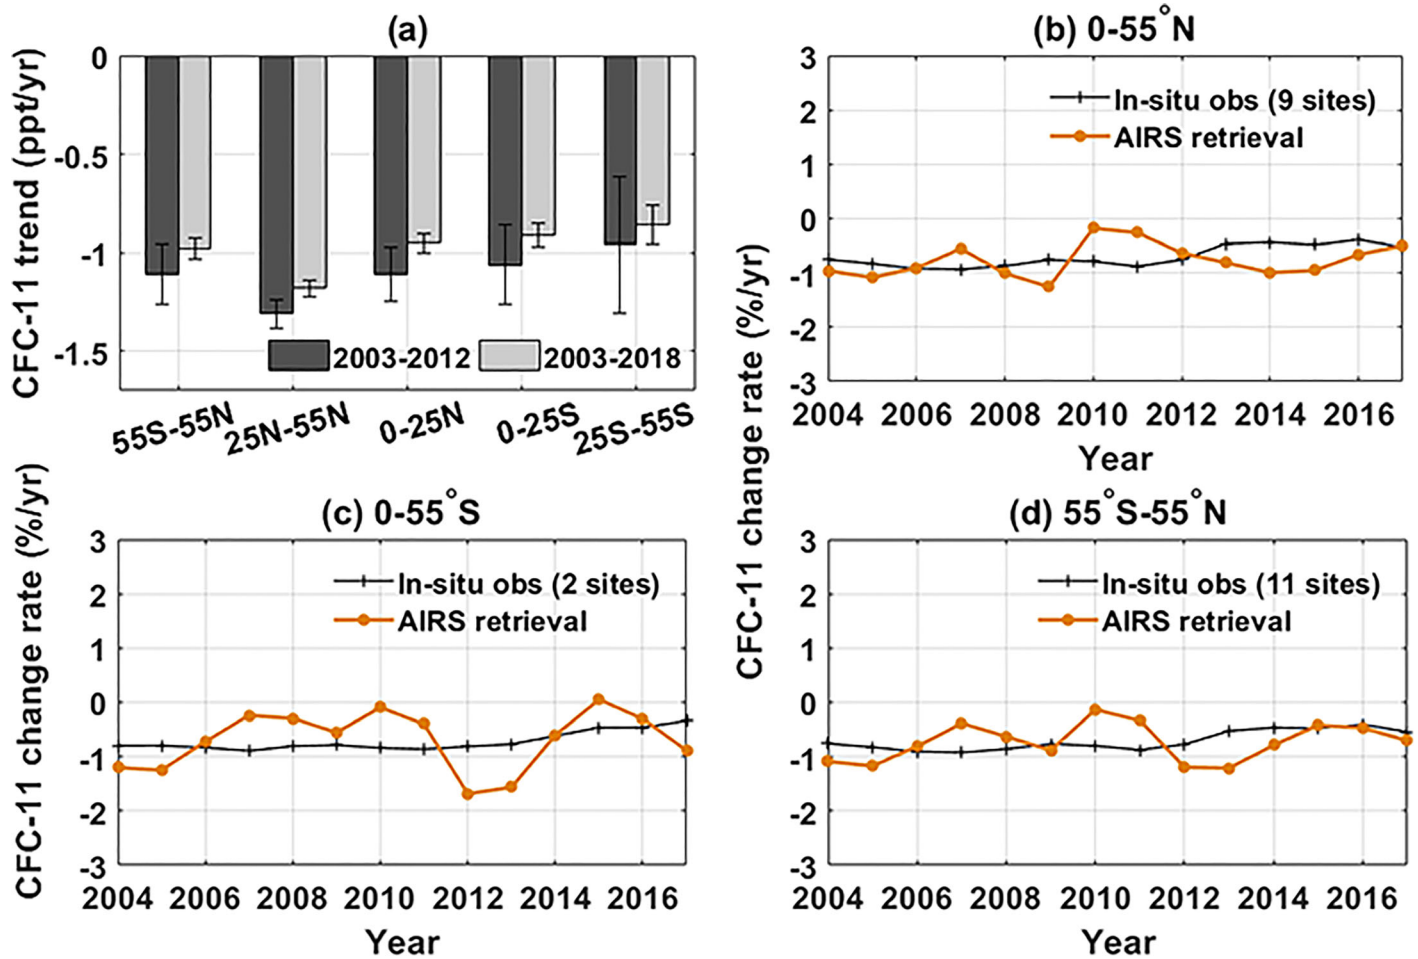 (a)
CFC-11 trend (ppt/yr)
0
-0.5
-1
-1.5
2003-2012 2003-2018
55S-55N 25N-55N 0-25N 0-25S 25S-55S
(b) 0-55°N
CFC-11 change rate (%/yr)
3
2
1
0
-1
-2
-3
In-situ obs (9 sites)
AIRS retrieval
2004 2006 2008 2010 2012 2014 2016
Year
(c) 0-55°S
CFC-11 change rate (%/yr)
3
2
1
0
-1
-2
-3
In-situ obs (2 sites)
AIRS retrieval
2004 2006 2008 2010 2012 2014 2016
Year
(d) 55°S-55°N
3
2
1
0
-1
-2
-3
In-situ obs (11 sites)
AIRS retrieval
2004 2006 2008 2010 2012 2014 2016
Year